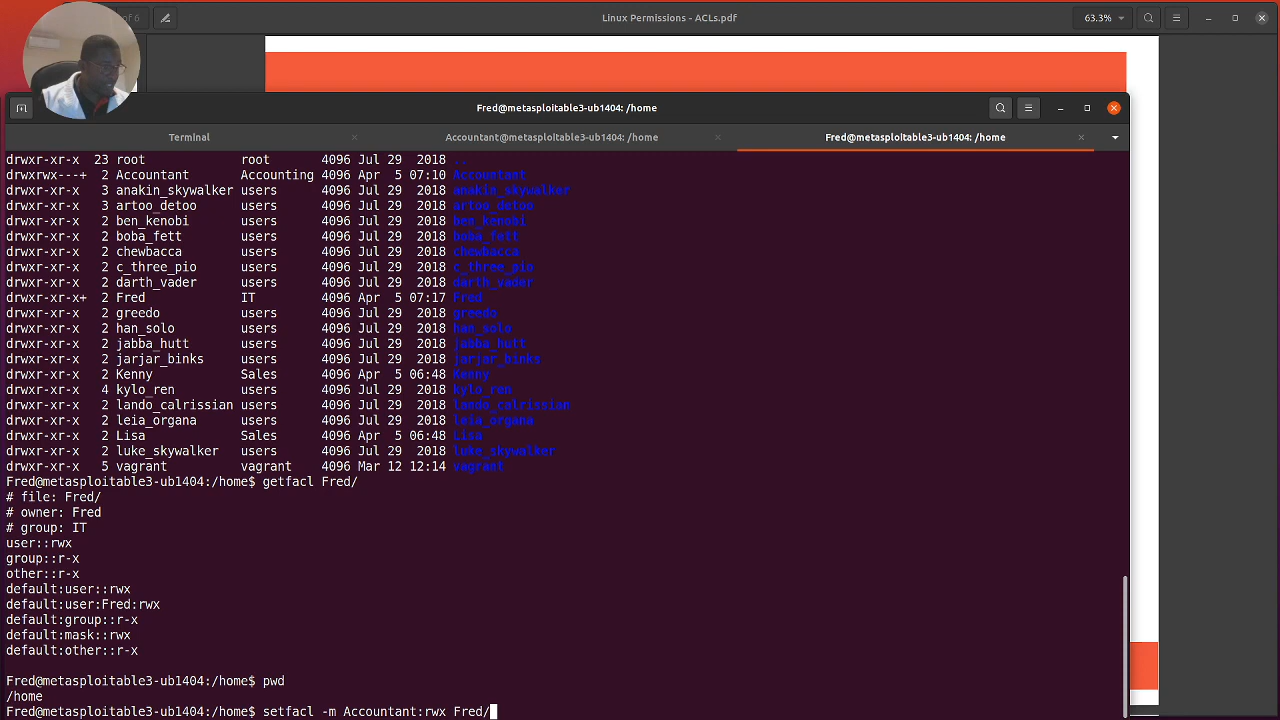 of 6
Linux Permissions - ACLs.pdf
63.3%
Fred@metasploitable3-ub1404: /home
Terminal
Accountant@metasploitable3-ub1404: /home
Fred@metasploitable3-ub1404: /home
drwxr-xr-x 23 root root 4096 Jul 29 2018 ..
drwxrwx---+ 2 Accountant Accounting 4096 Apr 5 07:10 Accountant
drwxr-xr-x 3 anakin_skywalker users 4096 Jul 29 2018 anakin_skywalker
drwxr-xr-x 3 artoo_detoo users 4096 Jul 29 2018 artoo_detoo
drwxr-xr-x 2 ben_kenobi users 4096 Jul 29 2018 ben_kenobi
drwxr-xr-x 2 boba_fett users 4096 Jul 29 2018 boba_fett
drwxr-xr-x 2 chewbacca users 4096 Jul 29 2018 chewbacca
drwxr-xr-x 2 c_three_pio users 4096 Jul 29 2018 c_three_pio
drwxr-xr-x 2 darth_vader users 4096 Jul 29 2018 darth_vader
drwxr-xr-x+ 2 Fred IT 4096 Apr 5 07:17 Fred
drwxr-xr-x 2 greedo users 4096 Jul 29 2018 greedo
drwxr-xr-x 2 han_solo users 4096 Jul 29 2018 han_solo
drwxr-xr-x 2 jabba_hutt users 4096 Jul 29 2018 jabba_hutt
drwxr-xr-x 2 jarjar_binks users 4096 Jul 29 2018 jarjar_binks
drwxr-xr-x 2 Kenny Sales 4096 Apr 5 06:48 Kenny
drwxr-xr-x 4 kylo_ren users 4096 Jul 29 2018 kylo_ren
drwxr-xr-x 2 lando_calrissian users 4096 Jul 29 2018 lando_calrissian
drwxr-xr-x 2 leia_organa users 4096 Jul 29 2018 leia_organa
drwxr-xr-x 2 Lisa Sales 4096 Apr 5 06:48 Lisa
drwxr-xr-x 2 luke_skywalker users 4096 Jul 29 2018 luke_skywalker
drwxr-xr-x 5 vagrant vagrant 4096 Mar 12 12:14 vagrant
Fred@metasploitable3-ub1404:/home$ getfacl Fred/
# file: Fred/
# owner: Fred
# group: IT
user::rwx
group::r-x
other::r-x
default:user::rwx
default:user:Fred:rwx
default:group::r-x
default:mask::rwx
default:other::r-x
Fred@metasploitable3-ub1404:/home$ pwd
/home
Fred@metasploitable3-ub1404:/home$ setfacl -m Accountant:rwx Fred/